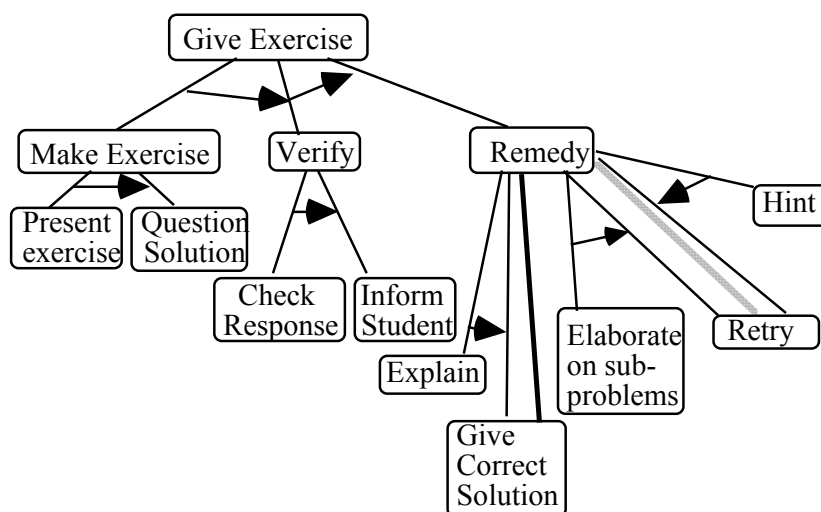 Give Exercise
Make Exercise
Verify
Remedy
Present
exercise
Question
Solution
Hint
Check
Response
Inform
Student
Explain
Elaborate
on sub-
problems
Retry
Give
Correct
Solution